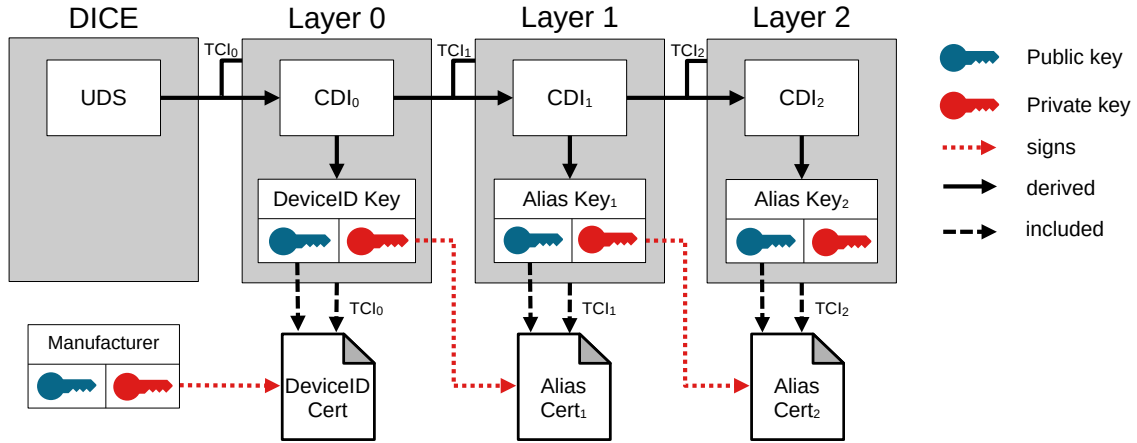 DICE
Layer 0
Layer 1
Layer 2
TCI₀
TCI₁
TCI₂
UDS
CDI₀
CDI₁
CDI₂
Public key
Private key
signs
derived
included
DeviceID Key
Alias Key₁
Alias Key₂
TCI₀
TCI₁
TCI₂
Manufacturer
DeviceID
Cert
Alias
Cert₁
Alias
Cert₂